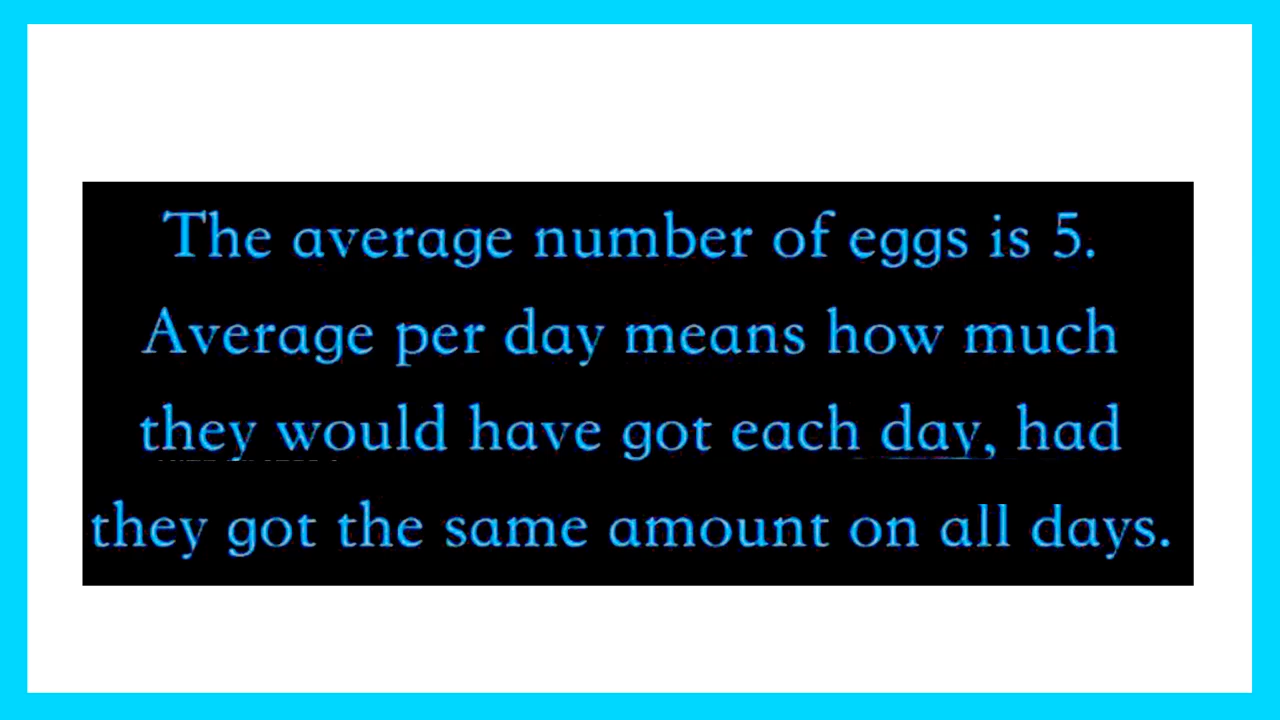 The average number of eggs is 5.
Average per day means how much
they would have got each day, had
they got the same amount on all days.